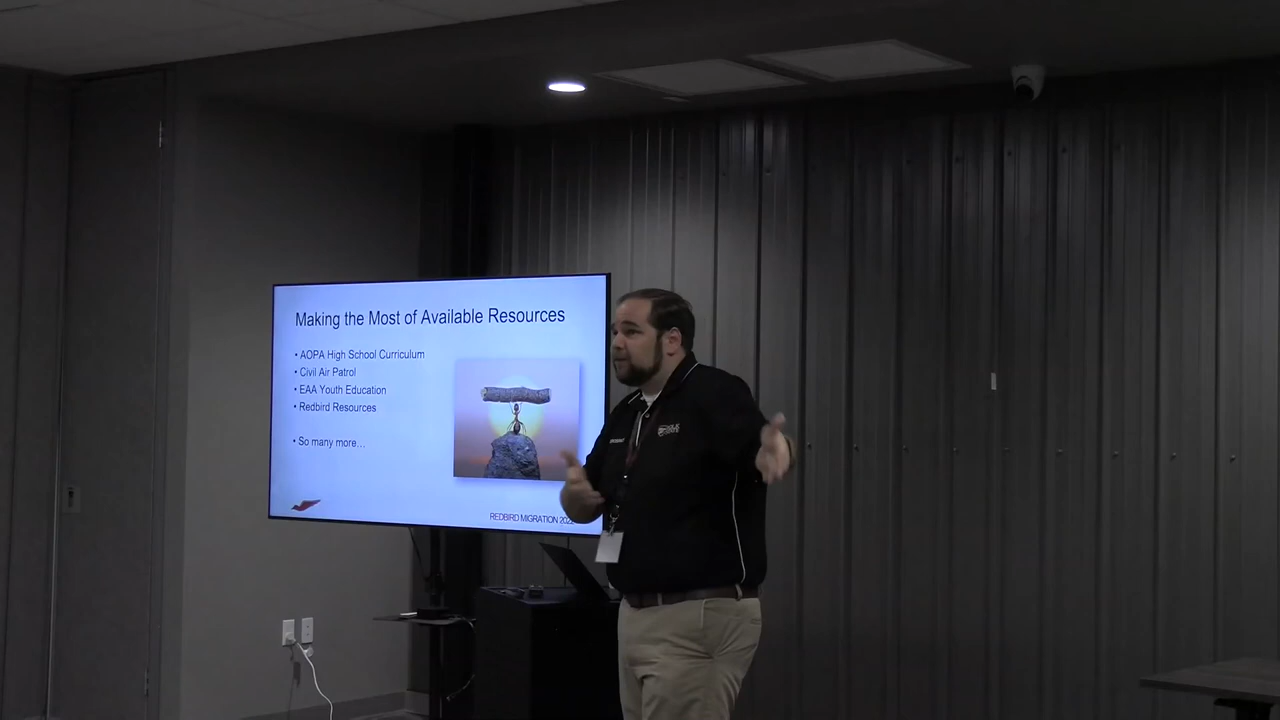 Making the Most of Available Resources
• AOPA High School Curriculum
• Civil Air Patrol
• EAA Youth Education
• Redbird Resources
• So many more…
REDBIRD MIGRATION 202